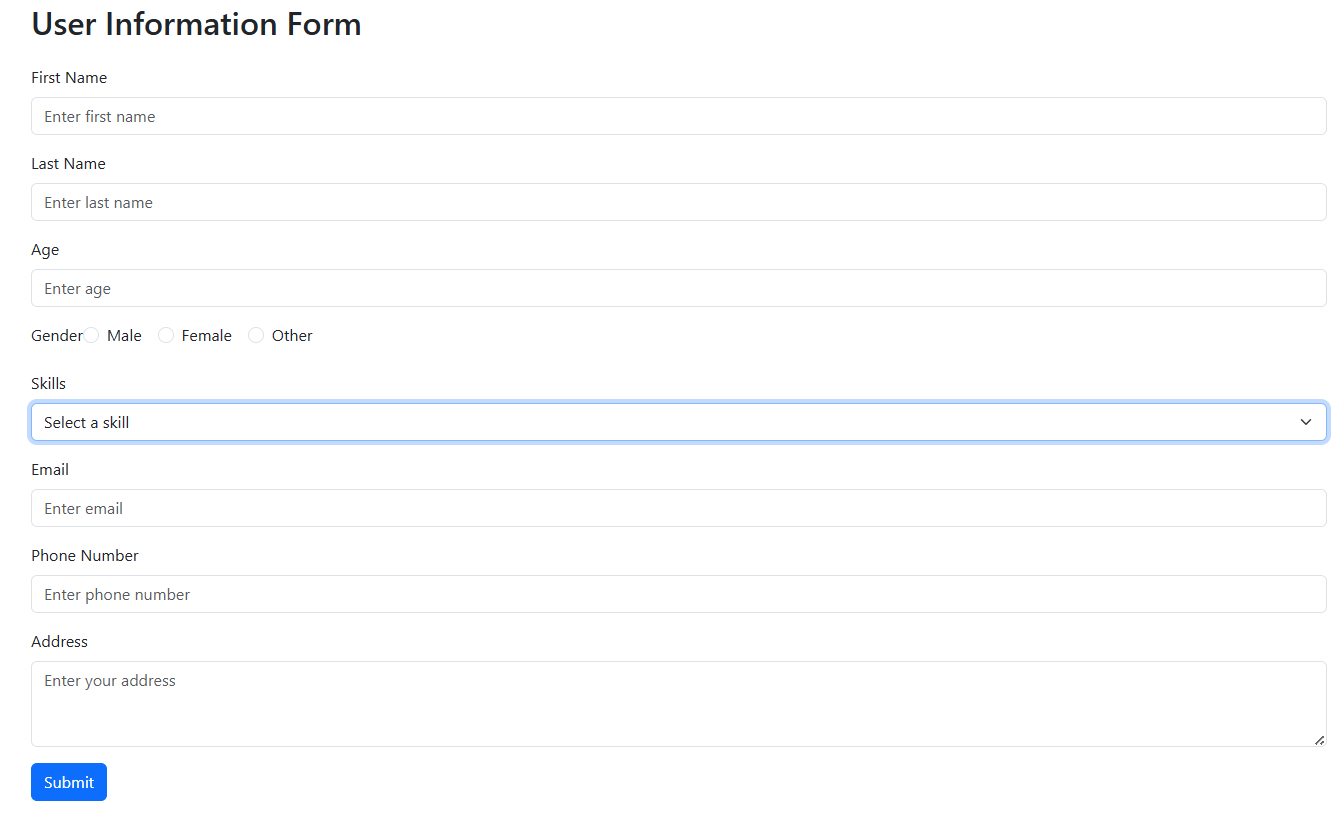 User Information Form
First Name
Enter first name
Last Name
Enter last name
Age
Enter age
Gender Male Female Other
Skills
Select a skill
Email
Enter email
Phone Number
Enter phone number
Address
Enter your address
Submit